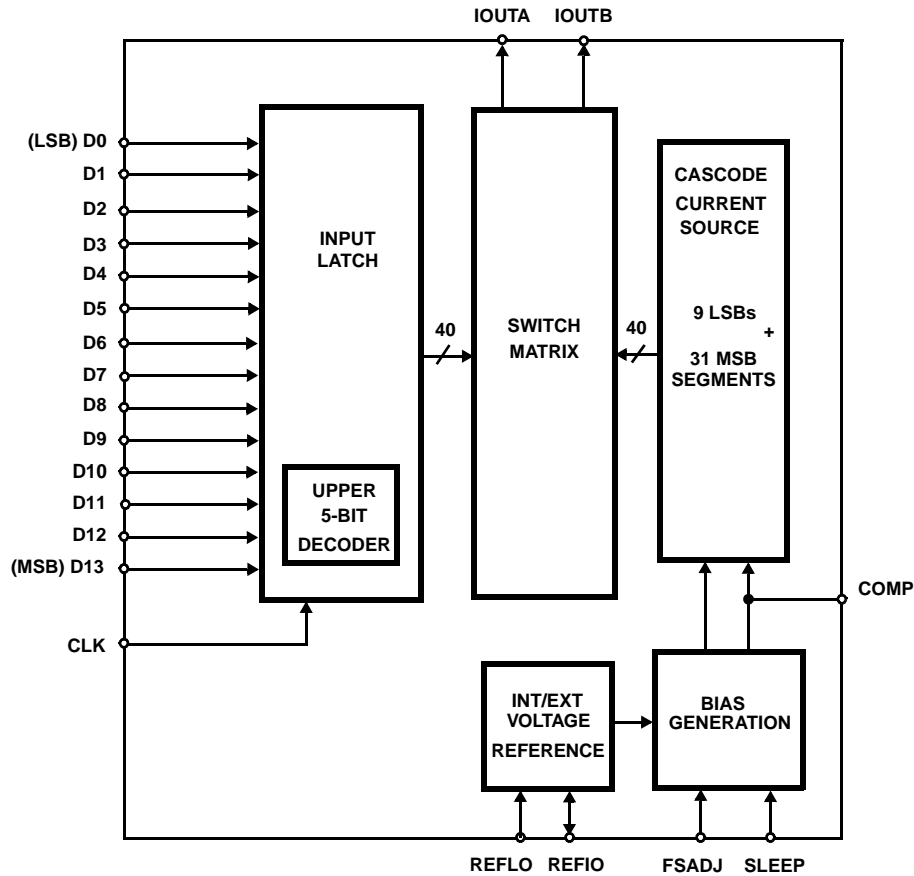 IOUTA IOUTB
(LSB) D0
D1
D2
D3
D4
D5
D6
D7
D8
D9
D10
D11
D12
(MSB) D13
CLK
INPUT
LATCH
UPPER
5-BIT
DECODER
40
SWITCH
MATRIX
40
CASCODE
CURRENT
SOURCE
9 LSBs
+
31 MSB
SEGMENTS
COMP
INT/EXT
VOLTAGE
REFERENCE
BIAS
GENERATION
REFLO REFIO FSADJ SLEEP